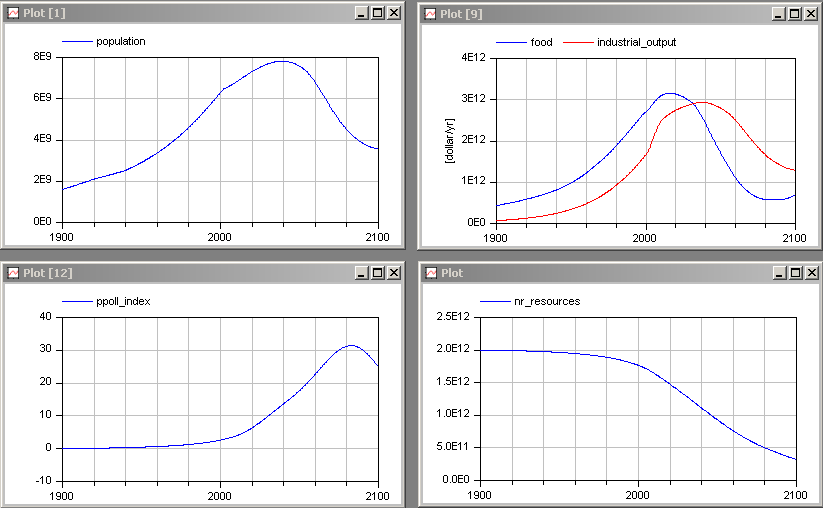 Plot [1]
population
8E9
6E9
4E9
2E9
0E0
1900 2000 2100
Plot [9]
food industrial_output
4E12
3E12
2E12
1E12
0E0
[dollar/yr]
1900 2000 2100
Plot [12]
ppoll_index
40
30
20
10
0
-10
1900 2000 2100
Plot
nr_resources
2.5E12
2.0E12
1.5E12
1.0E12
5.0E11
0.0E0
1900 2000 2100